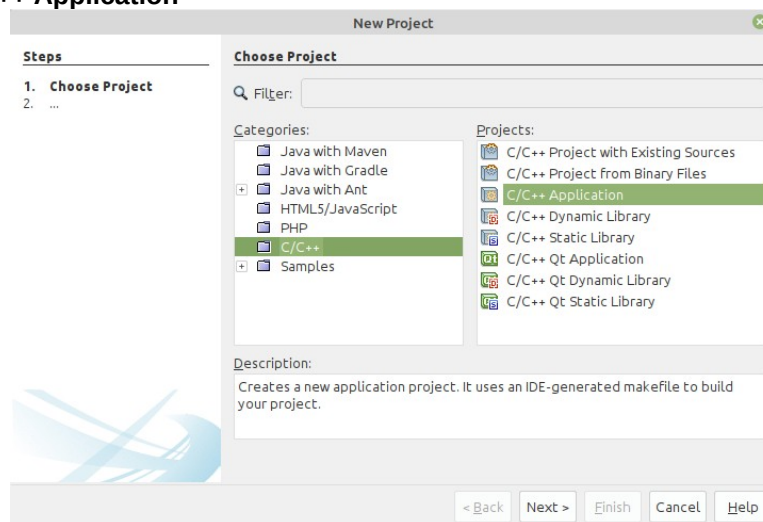 Application
New Project
Steps
1. Choose Project
2. ...
Choose Project
Filter:
Categories:
Java with Maven
Java with Gradle
Java with Ant
HTML5/JavaScript
PHP
C/C++
Samples
Projects:
C/C++ Project with Existing Sources
C/C++ Project from Binary Files
C/C++ Application
C/C++ Dynamic Library
C/C++ Static Library
C/C++ Qt Application
C/C++ Qt Dynamic Library
C/C++ Qt Static Library
Description:
Creates a new application project. It uses an IDE-generated makefile to build
your project.
< Back Next > Finish Cancel Help